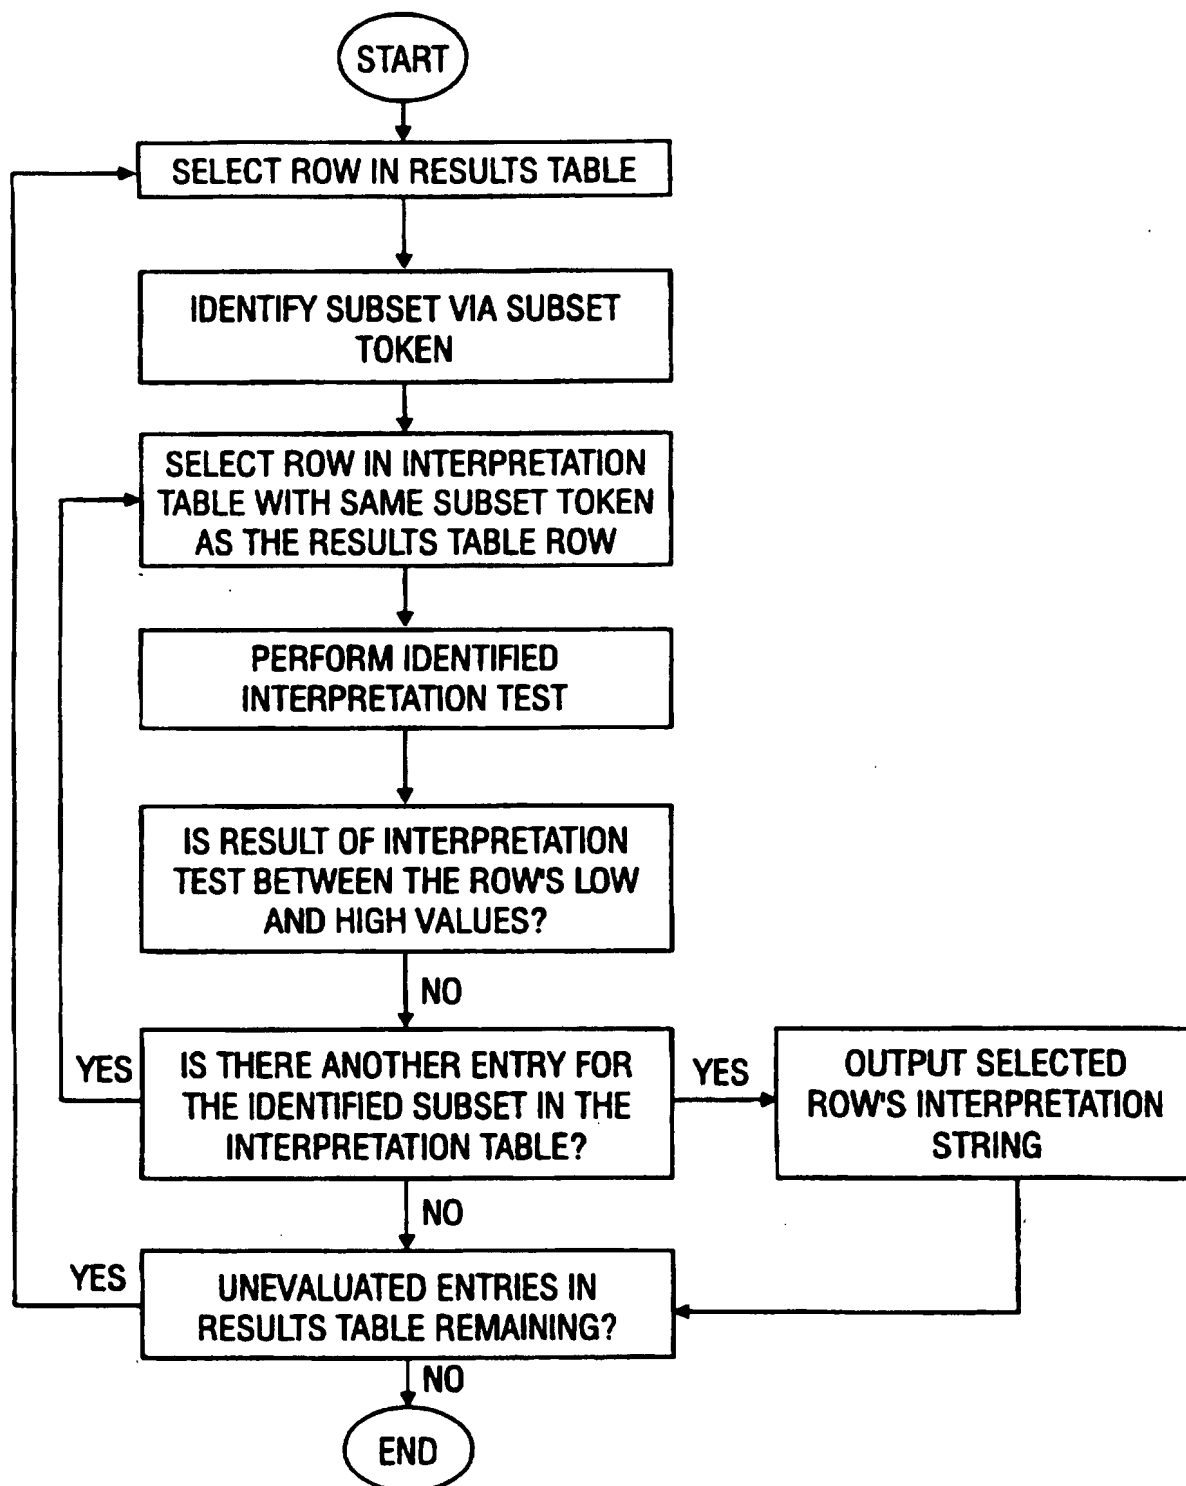 START
SELECT ROW IN RESULTS TABLE
IDENTIFY SUBSET VIA SUBSET
TOKEN
SELECT ROW IN INTERPRETATION
TABLE WITH SAME SUBSET TOKEN
AS THE RESULTS TABLE ROW
PERFORM IDENTIFIED
INTERPRETATION TEST
IS RESULT OF INTERPRETATION
TEST BETWEEN THE ROW'S LOW
AND HIGH VALUES?
NO
YES
IS THERE ANOTHER ENTRY FOR
THE IDENTIFIED SUBSET IN THE
INTERPRETATION TABLE?
YES
OUTPUT SELECTED
ROW'S INTERPRETATION
STRING
NO
YES
UNEVALUATED ENTRIES IN
RESULTS TABLE REMAINING?
NO
END